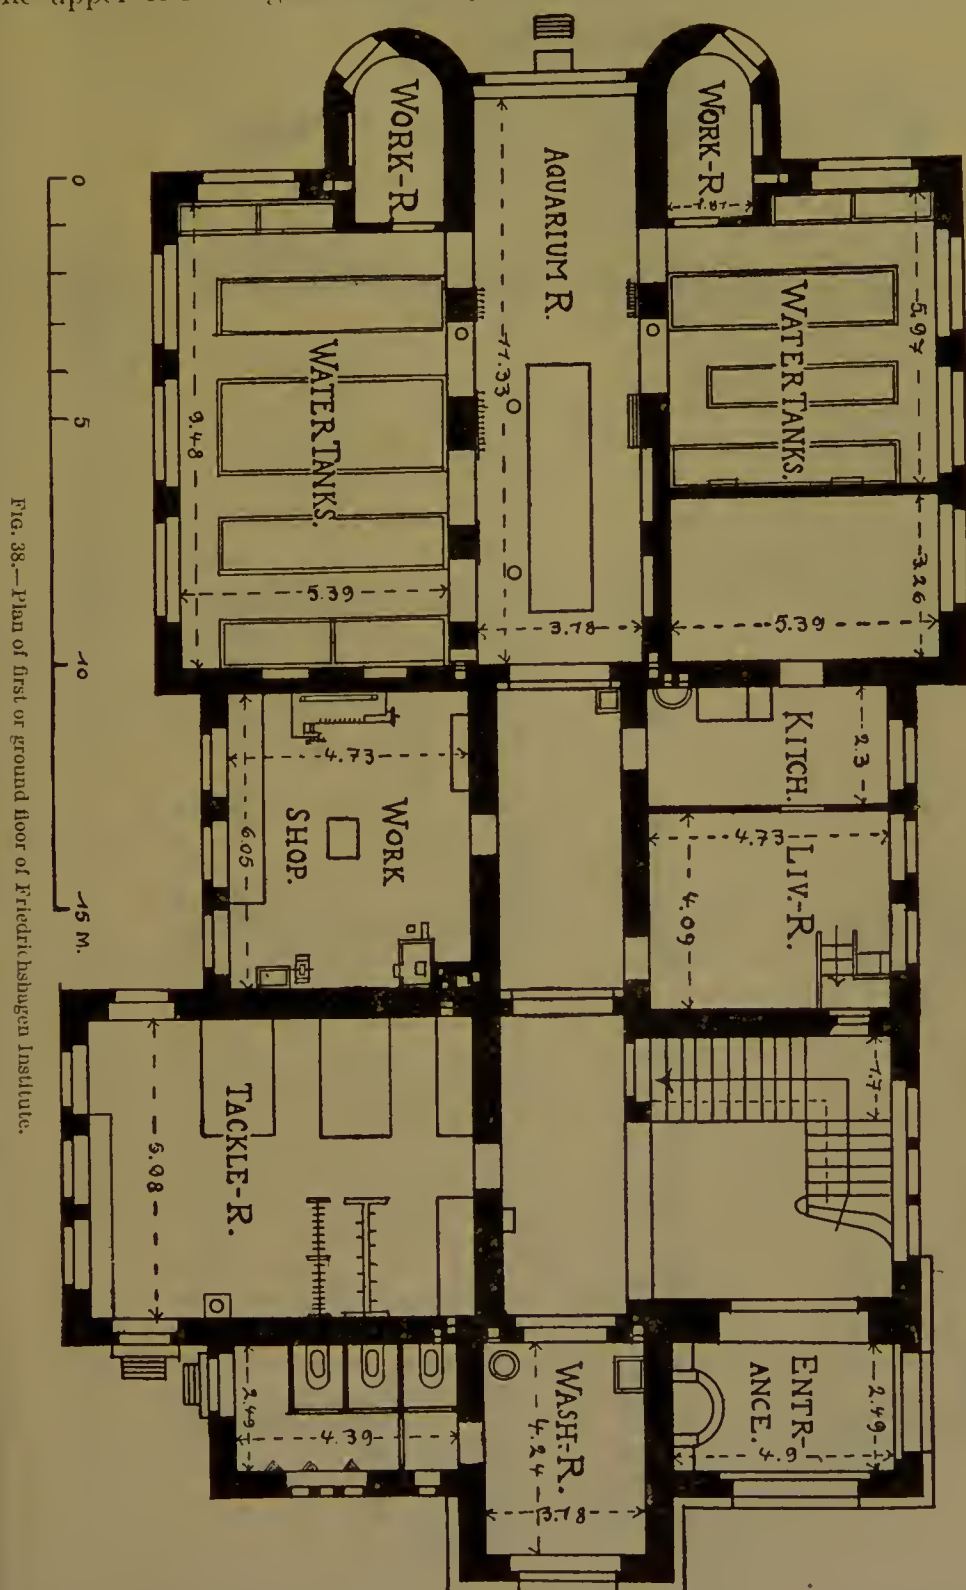 WORK-R
AQUARIUM R.
WORK-R
1.87
WATER TANKS.
WATER TANKS.
5.97
11.33
9.48
5.39
3.78
5.39
3.26
0
5
10
15 M.
4.73
6.05
WORK
SHOP.
KIICH.
2.3
LIV.-R.
4.73
4.09
1.7
TACKLE-R.
6.08
2.49
4.39
WASH-R.
4.24
3.78
ENTR-
ANCE.
2.49
4.9
FIG. 38.—Plan of first or ground floor of Friedrichshagen Institute.